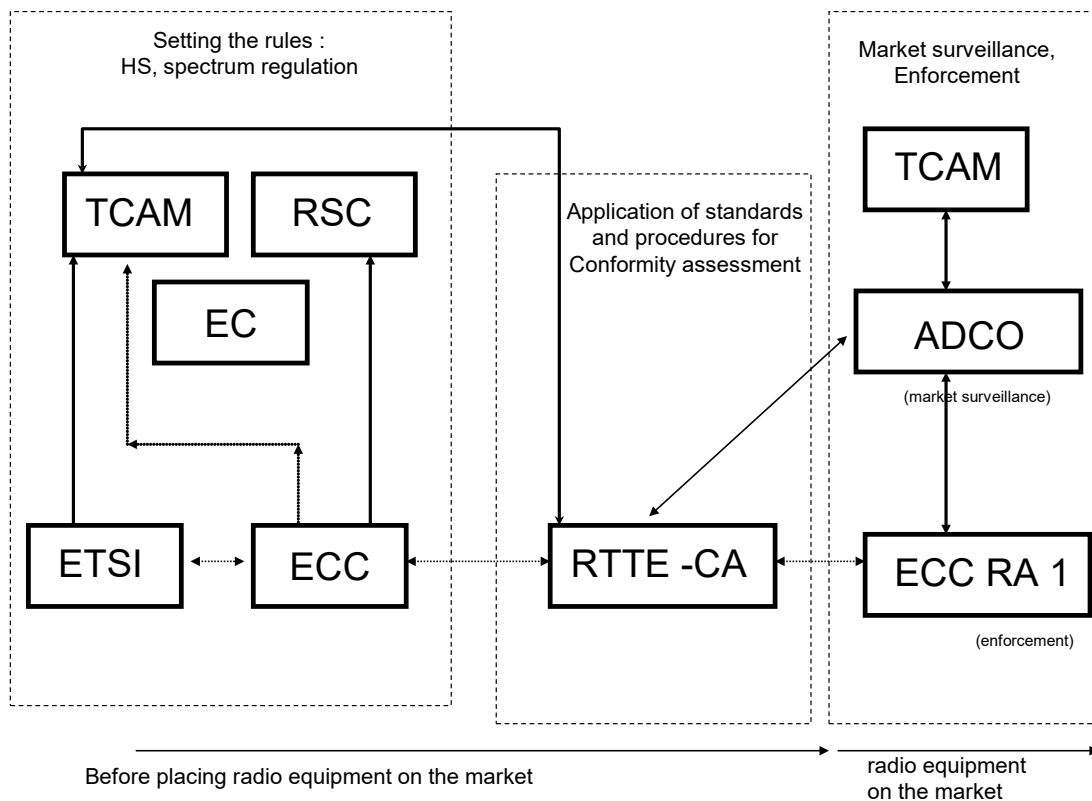 Setting the rules :
HS, spectrum regulation
TCAM
RSC
EC
ETSI
ECC
Application of standards
and procedures for
Conformity assessment
RTTE -CA
Market surveillance,
Enforcement
TCAM
ADCO
(market surveillance)
ECC RA 1
(enforcement)
Before placing radio equipment on the market
radio equipment
on the market